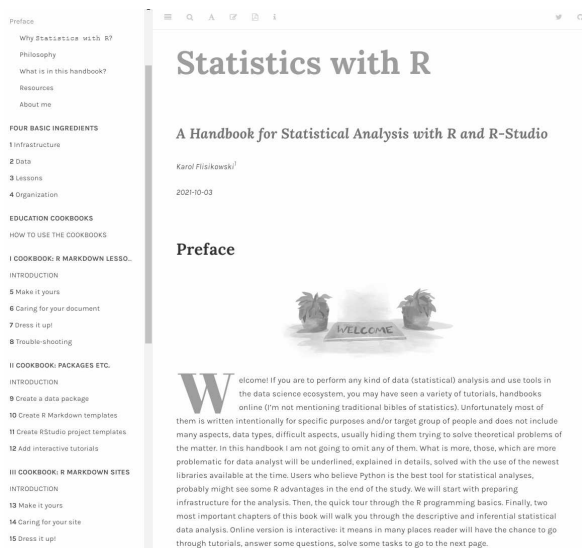 Preface
Why Statistics with R?
Philosophy
What is in this handbook?
Resources
About me
FOUR BASIC INGREDIENTS
1 Infrastructure
2 Data
3 Lessons
4 Organization
EDUCATION COOKBOOKS
HOW TO USE THE COOKBOOKS
I COOKBOOK: R MARKDOWN LESSO...
INTRODUCTION
5 Make it yours
6 Caring for your document
7 Dress it up!
8 Trouble-shooting
II COOKBOOK: PACKAGES ETC.
INTRODUCTION
9 Create a data package
10 Create R Markdown templates
11 Create RStudio project templates
12 Add interactive tutorials
III COOKBOOK: R MARKDOWN SITES
INTRODUCTION
13 Make it yours
14 Caring for your site
15 Dress it up!
Statistics with R
A Handbook for Statistical Analysis with R and R-Studio
Karol Flisikowski1
2021-10-03
Preface
WELCOME
Welcome! If you are to perform any kind of data (statistical) analysis and use tools in
the data science ecosystem, you may have seen a variety of tutorials, handbooks
online (I'm not mentioning traditional bibles of statistics). Unfortunately most of
them is written intentionally for specific purposes and/or target group of people and does not include
many aspects, data types, difficult aspects, usually hiding them trying to solve theoretical problems of
the matter. In this handbook I am not going to omit any of them. What is more, those, which are more
problematic for data analyst will be underlined, explained in details, solved with the use of the newest
libraries available at the time. Users who believe Python is the best tool for statistical analyses,
probably might see some R advantages in the end of the study. We will start with preparing
infrastructure for the analysis. Then, the quick tour through the R programming basics. Finally, two
most important chapters of this book will walk you through the descriptive and inferential statistical
data analysis. Online version is interactive: it means in many places reader will have the chance to go
through tutorials, answer some questions, solve some tasks to go to the next page.